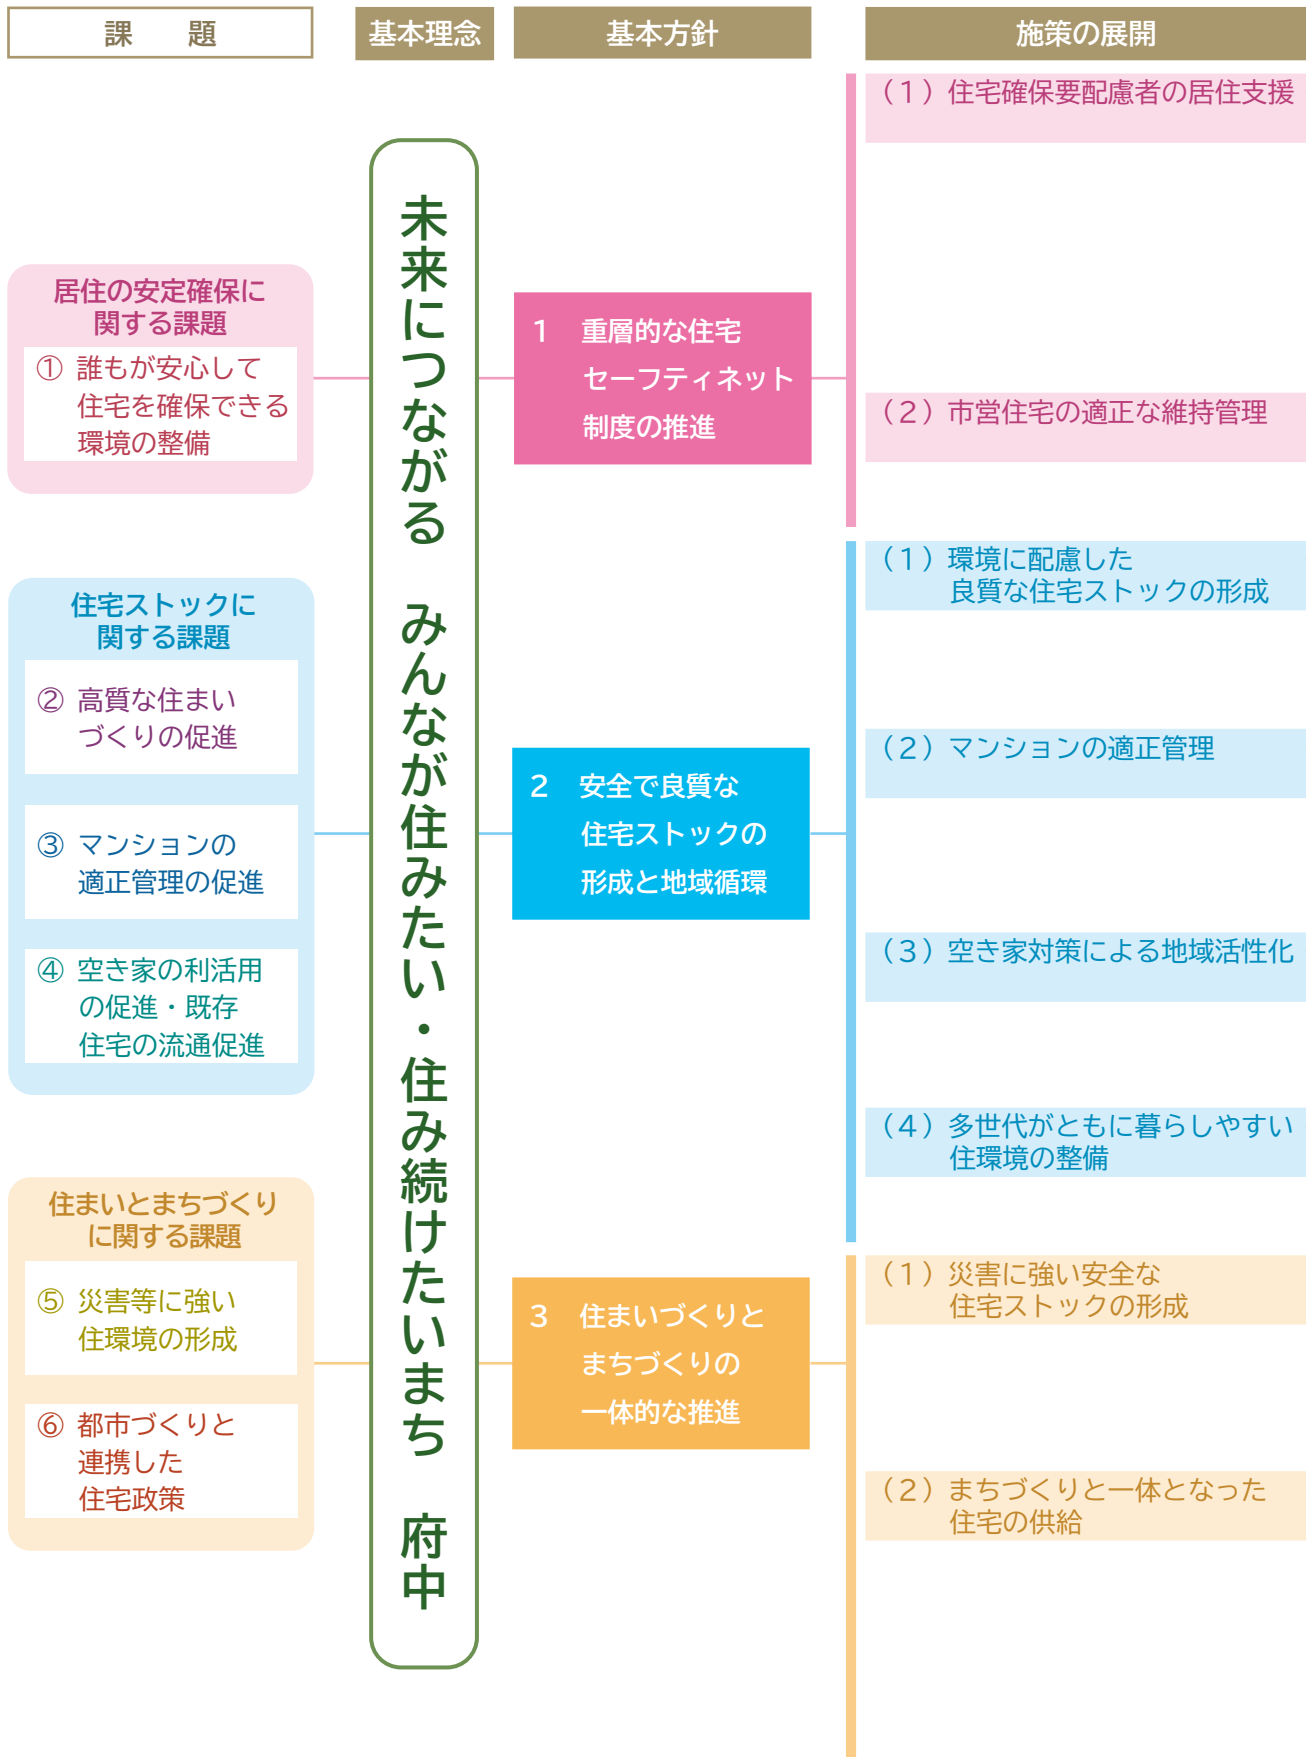 課　題
基本理念
基本方針
施策の展開
居住の安定確保に
関する課題
① 誰もが安心して
住宅を確保できる
環境の整備
住宅ストックに
関する課題
② 高質な住まい
づくりの促進
③ マンションの
適正管理の促進
④ 空き家の利活用
の促進・既存
住宅の流通促進
住まいとまちづくり
に関する課題
⑤ 災害等に強い
住環境の形成
⑥ 都市づくりと
連携した
住宅政策
未来につながる　みんなが住みたい・住み続けたいまち　府中
1　重層的な住宅
セーフティネット
制度の推進
2　安全で良質な
住宅ストックの
形成と地域循環
3　住まいづくりと
まちづくりの
一体的な推進
（1）住宅確保要配慮者の居住支援
（2）市営住宅の適正な維持管理
（1）環境に配慮した
良質な住宅ストックの形成
（2）マンションの適正管理
（3）空き家対策による地域活性化
（4）多世代がともに暮らしやすい
住環境の整備
（1）災害に強い安全な
住宅ストックの形成
（2）まちづくりと一体となった
住宅の供給